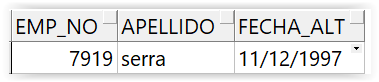 EMP_NO APELLIDO FECHA_ALT
7919 serra 11/12/1997